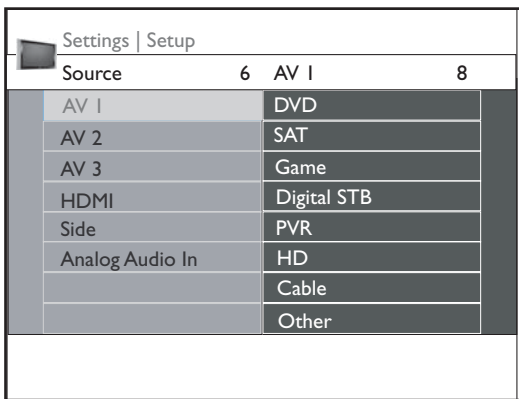 Settings | Setup
Source 6 AV 1 8
AV 1 DVD
AV 2 SAT
AV 3 Game
HDMI Digital STB
Side PVR
Analog Audio In HD
Cable
Other